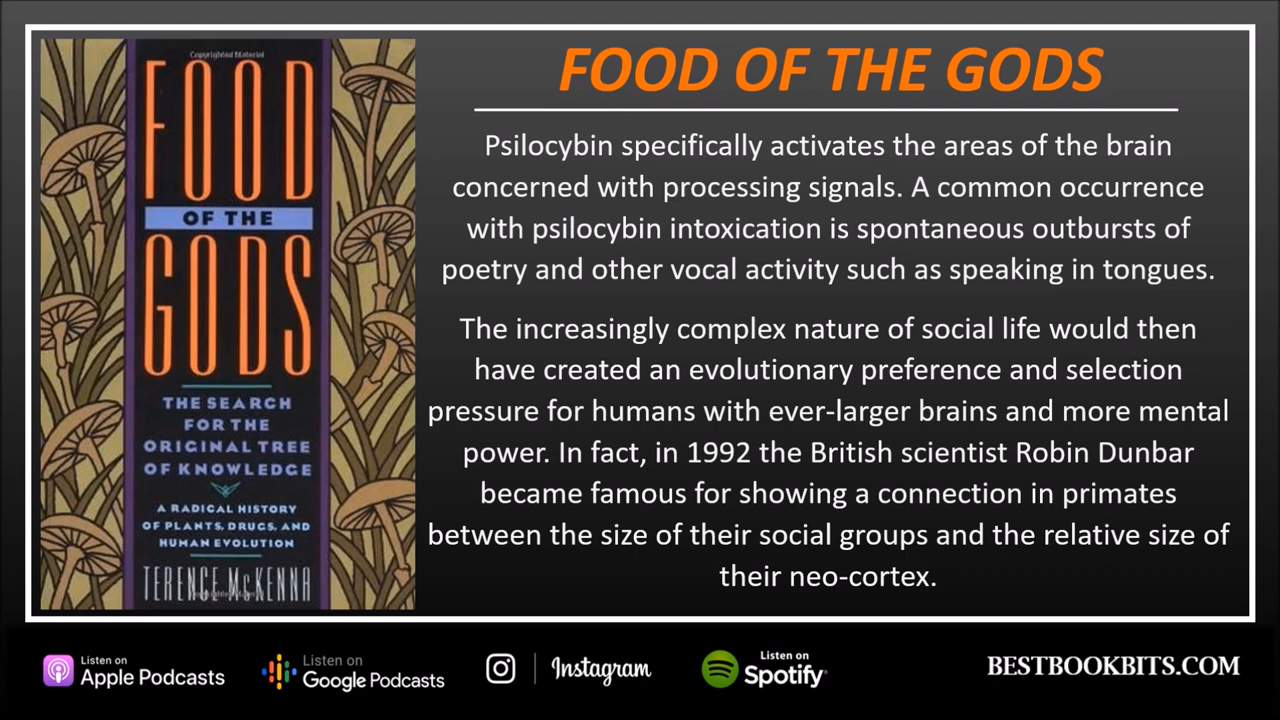 Copyrighted Material
FOOD
OF THE
GODS
THE SEARCH
FOR THE
ORIGINAL TREE
OF KNOWLEDGE
A RADICAL HISTORY
OF PLANTS, DRUGS, AND
HUMAN EVOLUTION
TERENCE McKENNA
FOOD OF THE GODS
Psilocybin specifically activates the areas of the brain
concerned with processing signals. A common occurrence
with psilocybin intoxication is spontaneous outbursts of
poetry and other vocal activity such as speaking in tongues.
The increasingly complex nature of social life would then
have created an evolutionary preference and selection
pressure for humans with ever-larger brains and more mental
power. In fact, in 1992 the British scientist Robin Dunbar
became famous for showing a connection in primates
between the size of their social groups and the relative size of
their neo-cortex.
Listen on
Apple Podcasts
Listen on
Google Podcasts
Instagram
Listen on
Spotify
BESTBOOKBITS.COM